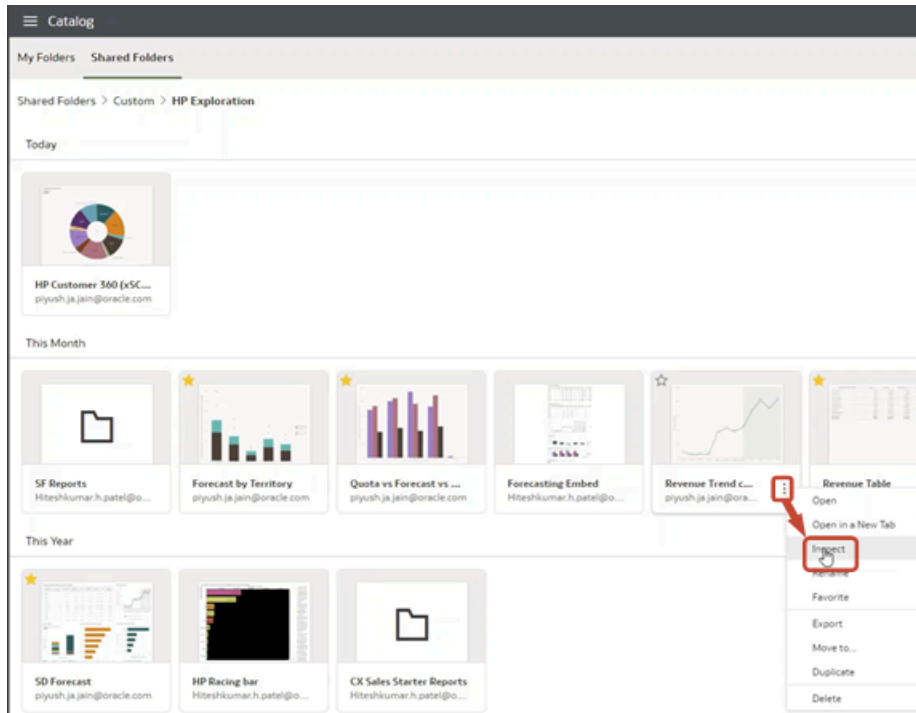 Catalog
My Folders Shared Folders
Shared Folders > Custom > HP Exploration
Today
HP Customer 360 (xSC....
piyush.ja.jain@oracle.com
This Month
SF Reports
Hiteshkumar.h.patel@o...
Forecast by Territory
piyush.ja.jain@oracle.com
Quota vs Forecast vs ....
piyush.ja.jain@oracle.com
Forecasting Embed
Hiteshkumar.h.patel@o...
Revenue Trend c....
piyush.ja.jain@ora...
Revenue Table
Open
Open in a New Tab
Inspect
Rename
Favorite
Export
Move to...
Duplicate
Delete
This Year
SD Forecast
piyush.ja.jain@oracle.com
HP Racing bar
Hiteshkumar.h.patel@o...
CX Sales Starter Reports
Hiteshkumar.h.patel@o...